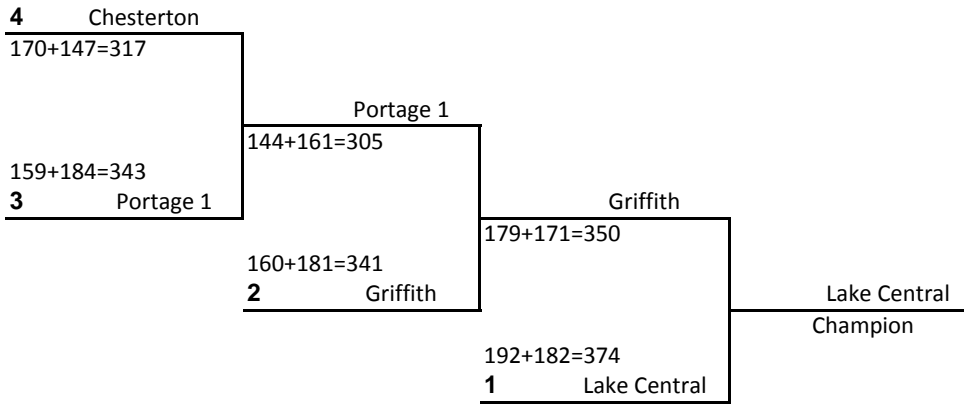 4 Chesterton
170+147=317
Portage 1
144+161=305
159+184=343
3 Portage 1
Griffith
179+171=350
160+181=341
2 Griffith
Lake Central
Champion
192+182=374
1 Lake Central